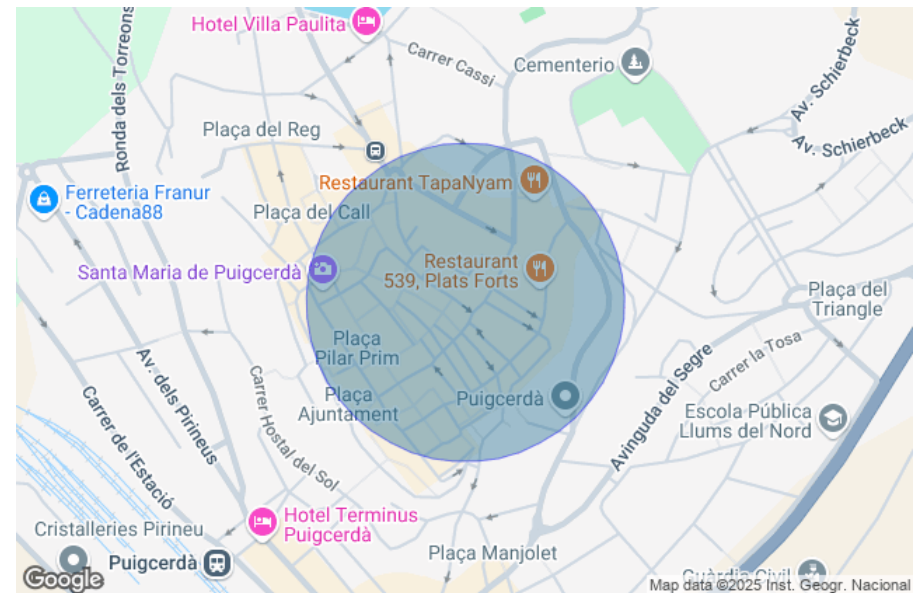 Hotel Villa Paulita
Carrer Cassi
Cementerio
Av. Schierbeck
Av. Schierbeck
Ronda dels Torreons
Plaça del Reg
Restaurant TapaNyam
Ferreteria Franur
- Cadena88
Plaça del Call
Santa Maria de Puigcerdà
Restaurant
539, Plats Forts
Plaça del
Triangle
Plaça
Pilar Prim
Carrer la Tosa
Av. dels Pirineus
Carrer Hostal del Sol
Plaça
Ajuntament
Puigcerdà
Avinguda del Segre
Escola Pública
Llums del Nord
Carrer de l'Estació
Hotel Terminus
Puigcerdà
Cristalleries Pirineu
Puigcerdà
Plaça Manjolet
Guàrdia Civil
Google
Map data ©2025 Inst. Geogr. Nacional